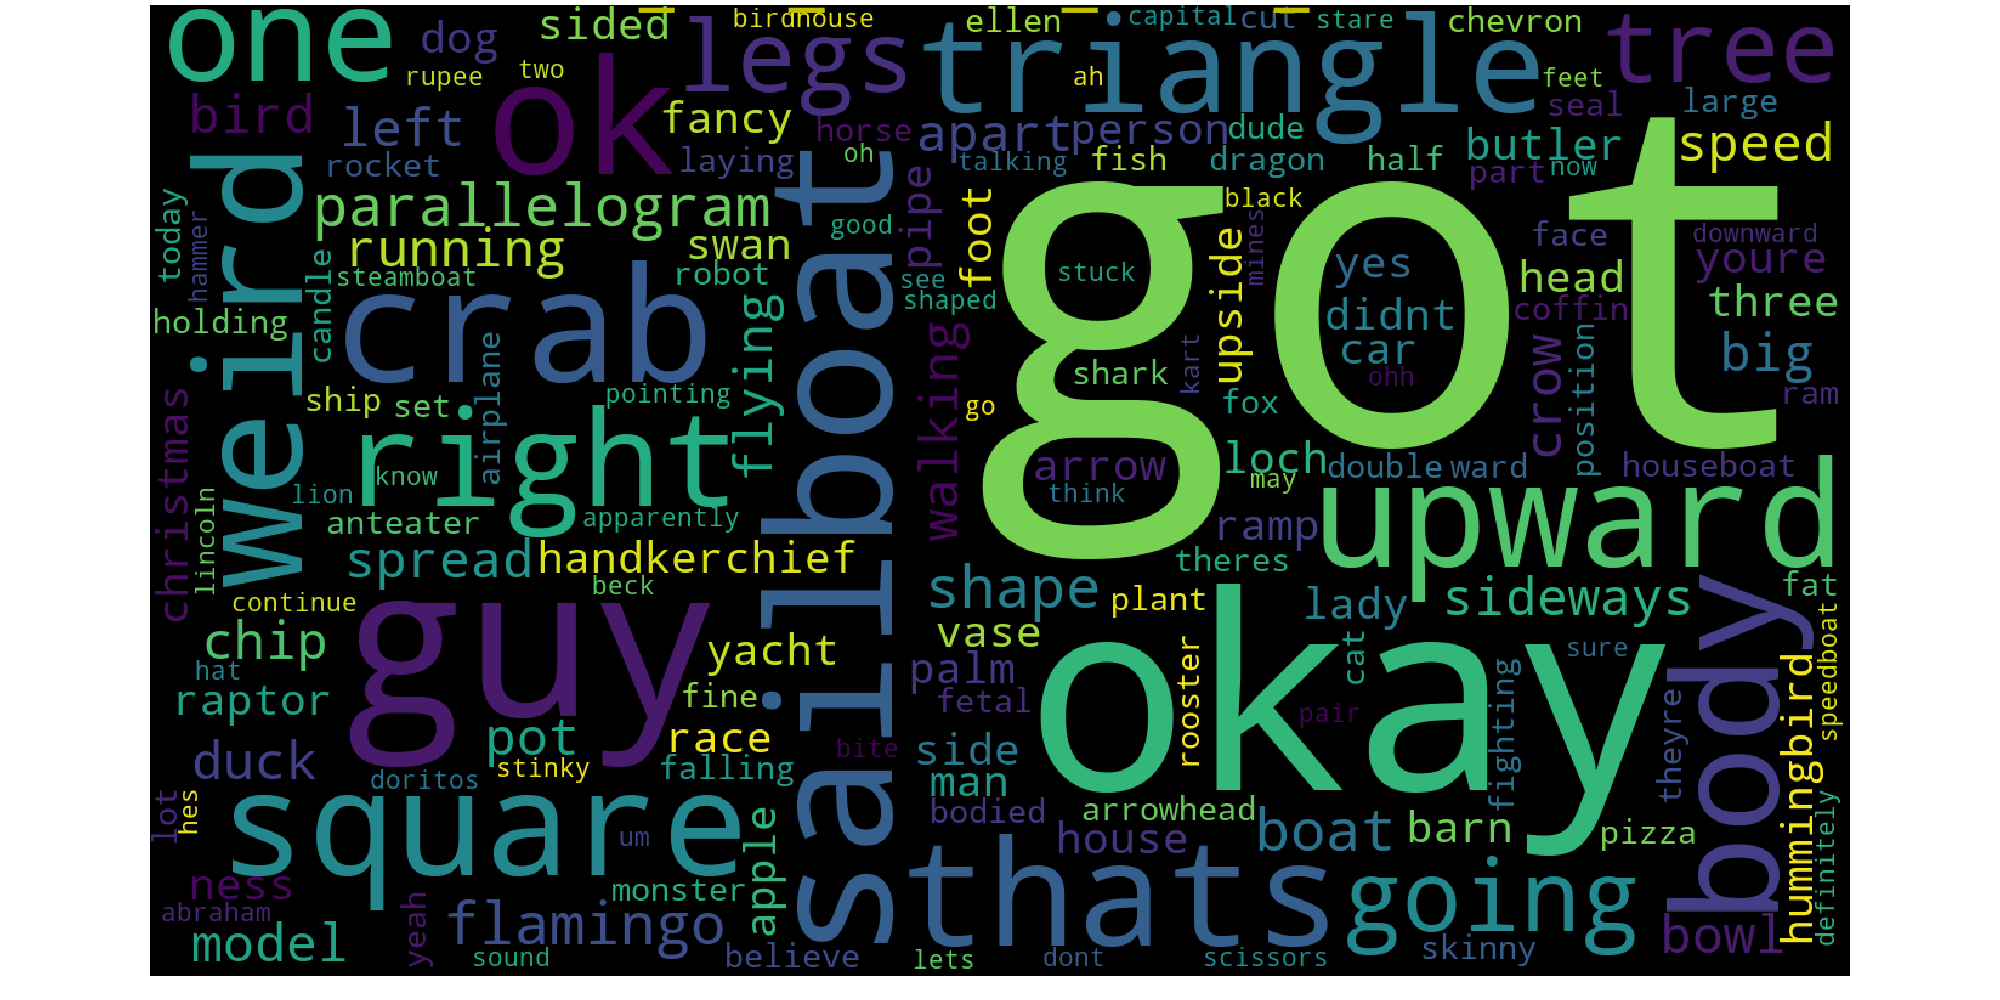 one
dog
sided
birdhouse
legs
ellen
capital
cut
stare
chevron
tree
rupee
two
ok
triangle
ah
feet
bird
left
fancy
horse
apart
person
dude
seal
large
butler
speed
rocket
laying
oh
talking
fish
dragon
half
part
now
weird
today
hammer
parallelogram
sailboat
good
pipe
foot
black
mines
got
running
swan
upside
yes
face
downward
youre
steamboat
robot
see
stuck
head
holding
candle
crab
flying
shaped
didnt
coffin
three
car
crow
position
big
airplane
walking
shark
kart
ohh
ship
set
pointing
go
fox
ram
christmas
right
know
arrow
loch
double
ward
houseboat
lion
think
may
lincoln
anteater
apparently
ramp
upward
spread
handkerchief
theres
beck
shape
plant
lady
sideways
fat
continue
guy
okay
body
chip
yacht
vase
cat
sure
speedboat
hat
palm
rooster
raptor
fine
fetal
pair
fighting
theyre
hummingbird
duck
pot
race
bite
side
doritos
stinky
falling
man
lot
hes
square
um
apple
bodied
arrowhead
house
boat
barn
pizza
definitely
ness
monster
thats
going
abraham
yeah
flamingo
model
sound
believe
lets
dont
scissors
skinny
bowl